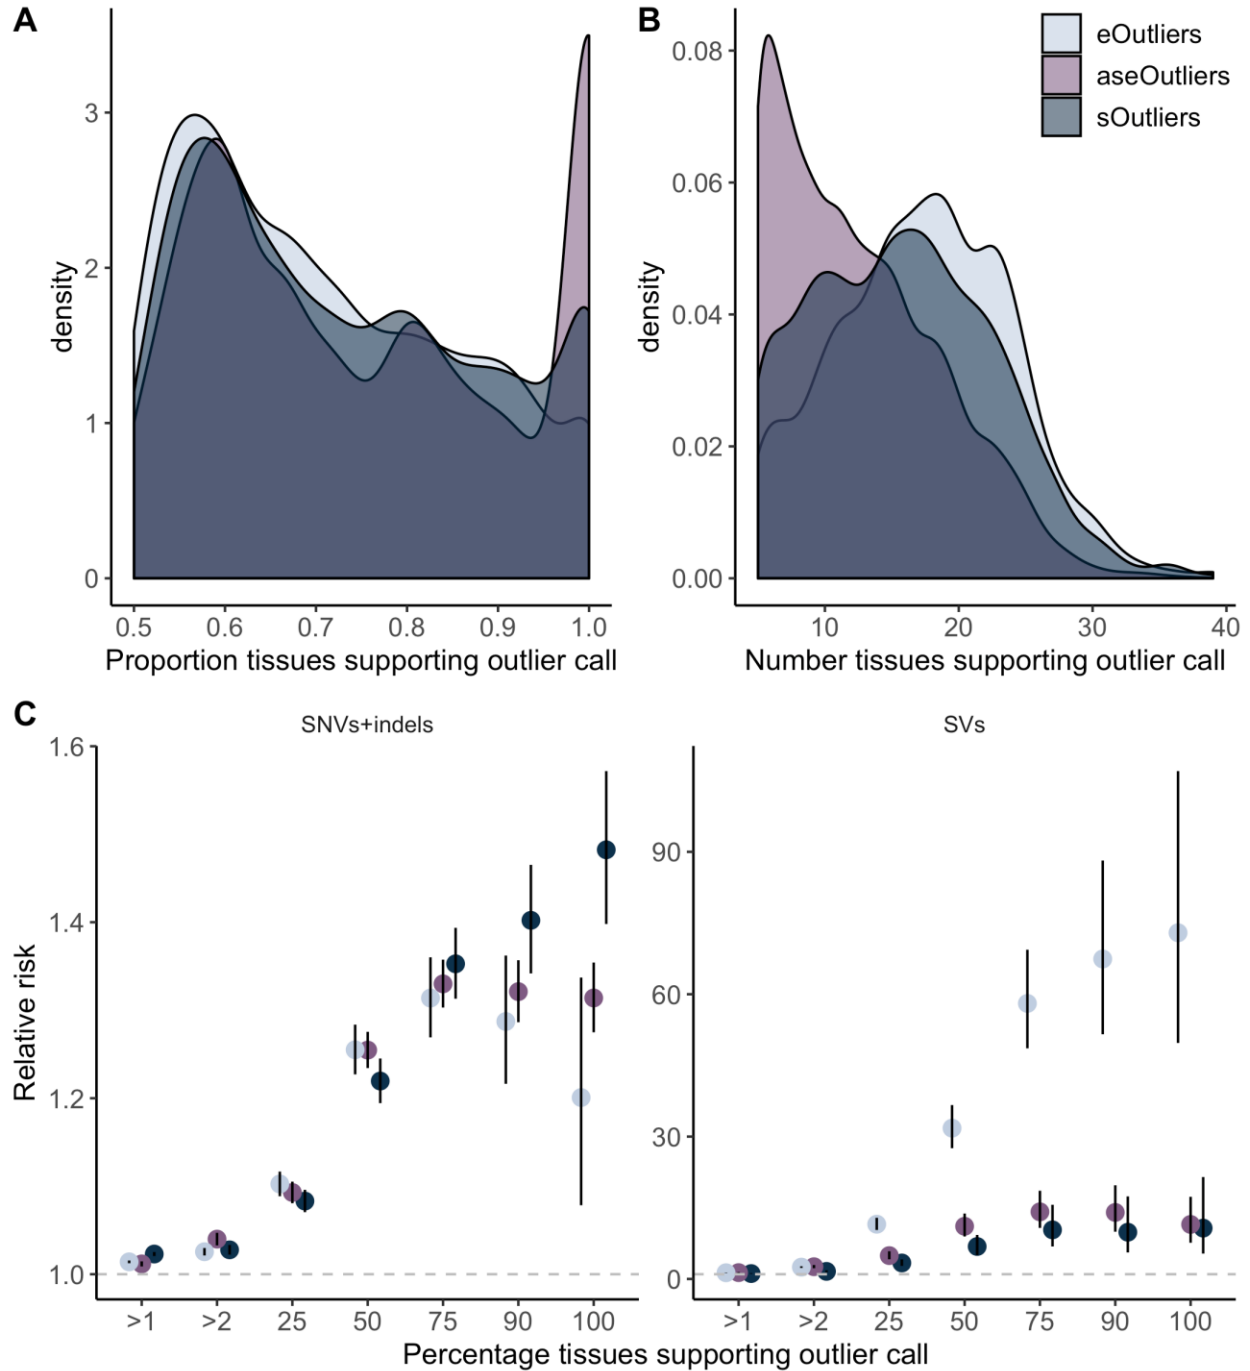 A
density
3
2
1
0
0.5 0.6 0.7 0.8 0.9 1.0
Proportion tissues supporting outlier call
B
eOutliers
aseOutliers
sOutliers
density
0.08
0.06
0.04
0.02
0.00
10 20 30 40
Number tissues supporting outlier call
C
SNVs+indels
SVs
Relative risk
1.6
1.4
1.2
1.0
90
60
30
0
>1 >2 25 50 75 90 100
>1 >2 25 50 75 90 100
Percentage tissues supporting outlier call